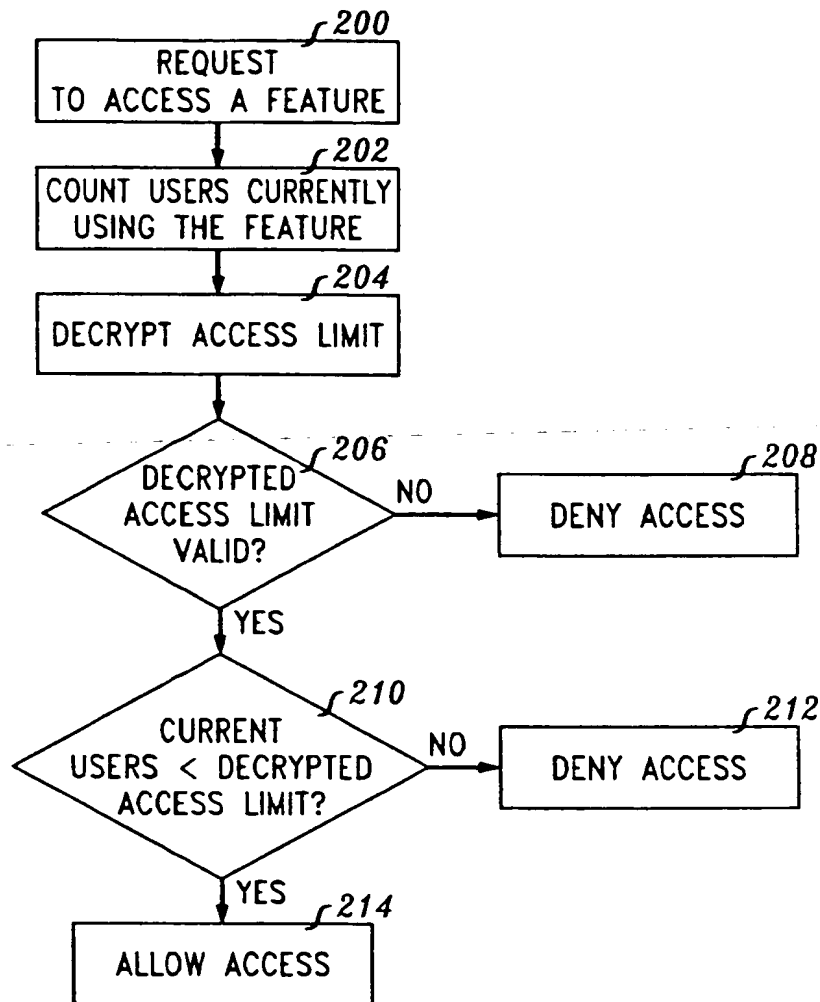 200
REQUEST
TO ACCESS A FEATURE
202
COUNT USERS CURRENTLY
USING THE FEATURE
204
DECRYPT ACCESS LIMIT
206
DECRYPTED
ACCESS LIMIT
VALID?
NO
208
DENY ACCESS
YES
210
CURRENT
USERS < DECRYPTED
ACCESS LIMIT?
NO
212
DENY ACCESS
YES
214
ALLOW ACCESS